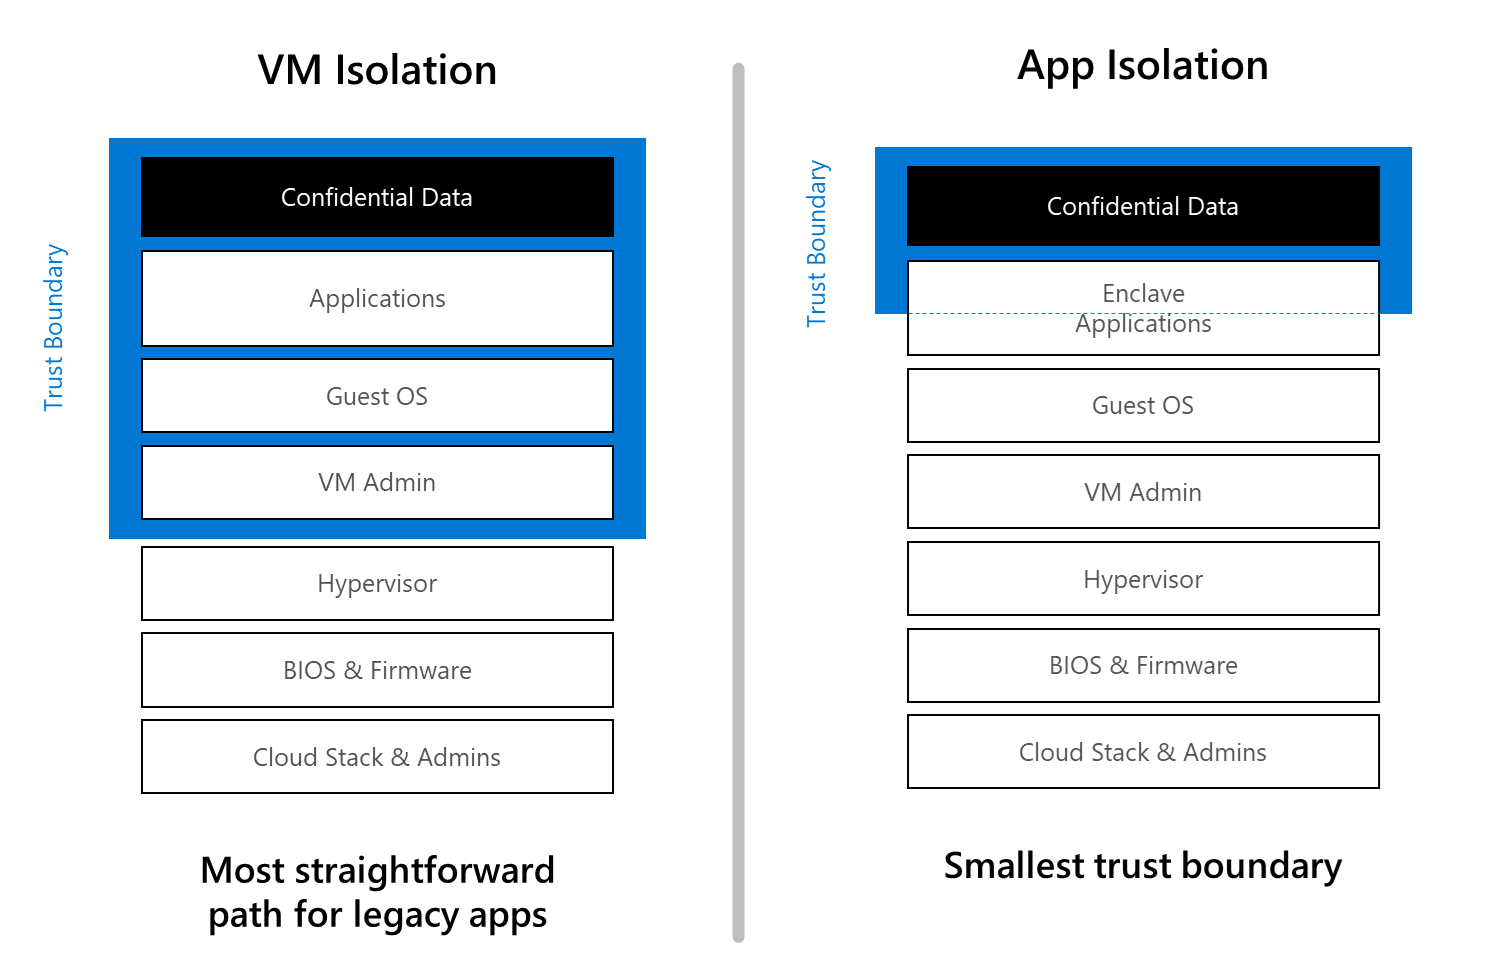 VM Isolation
Trust Boundary
Confidential Data
Applications
Guest OS
VM Admin
Hypervisor
BIOS & Firmware
Cloud Stack & Admins
Most straightforward
path for legacy apps
App Isolation
Trust Boundary
Confidential Data
Enclave
Applications
Guest OS
VM Admin
Hypervisor
BIOS & Firmware
Cloud Stack & Admins
Smallest trust boundary